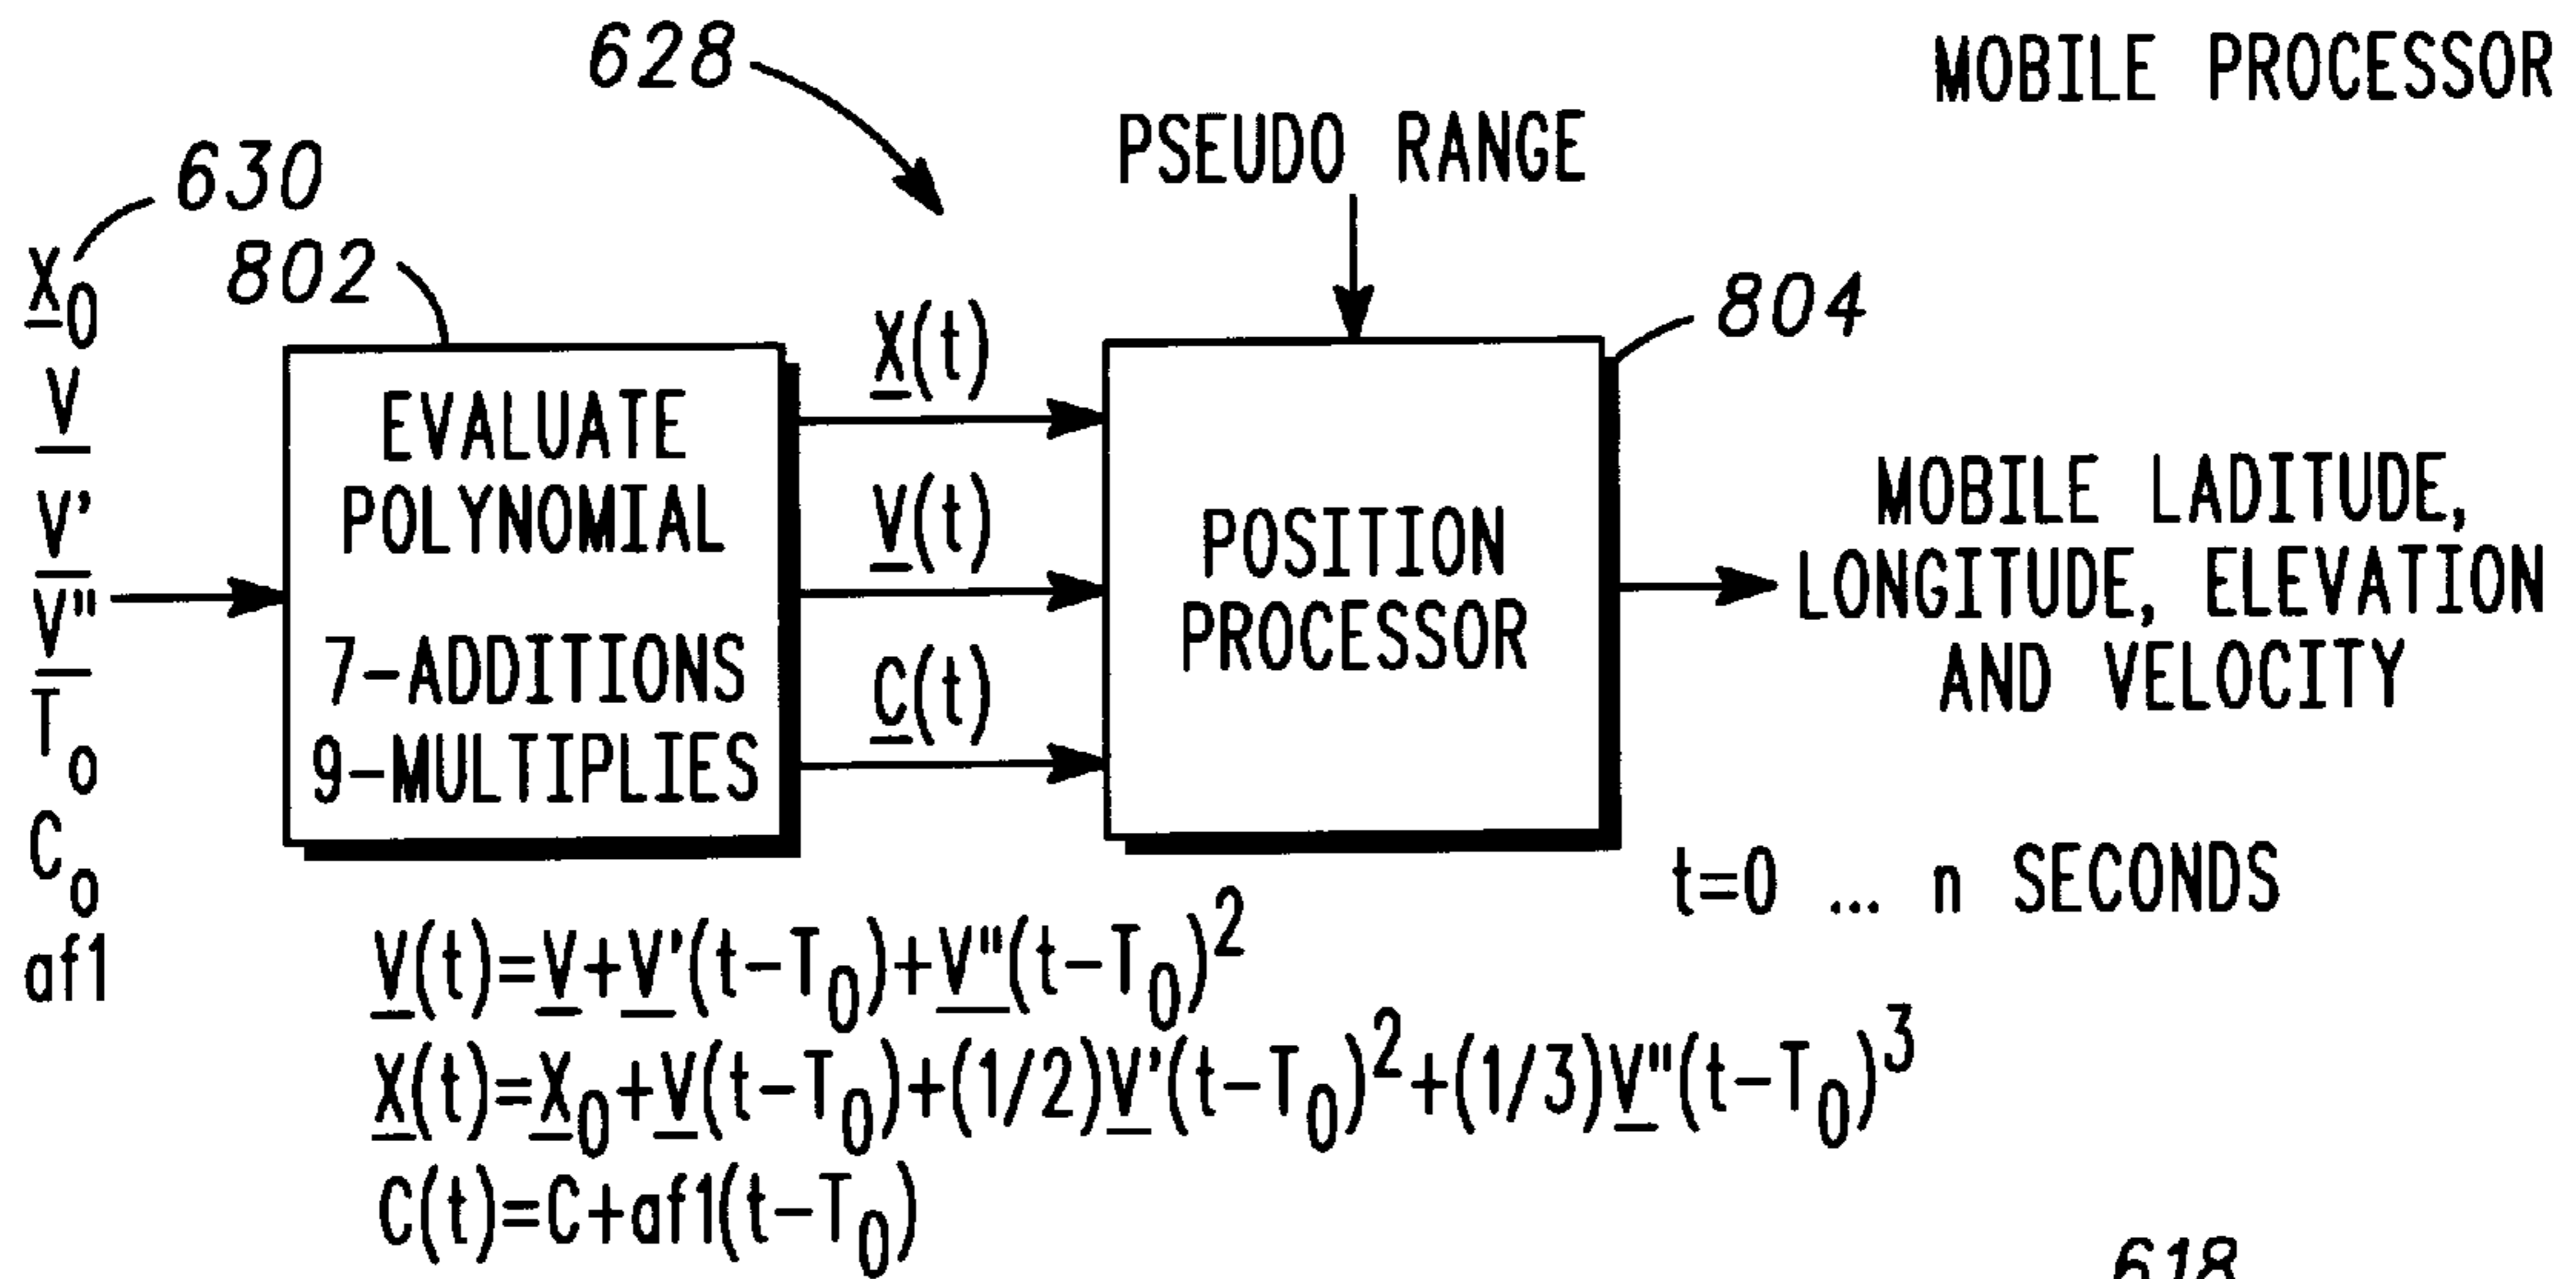 628
MOBILE PROCESSOR
PSEUDO RANGE
630
802
804
X₀
V
V'
V"
T₀
C₀
af1
EVALUATE
POLYNOMIAL
7-ADDITIONS
9-MULTIPLIES
X(t)
V(t)
C(t)
POSITION
PROCESSOR
MOBILE LADITUDE,
LONGITUDE, ELEVATION
AND VELOCITY
t=0 ... n SECONDS
V(t)=V+V'(t-T₀)+V"(t-T₀)²
X(t)=X₀+V(t-T₀)+(1/2)V'(t-T₀)²+(1/3)V"(t-T₀)³
C(t)=C+af1(t-T₀)
618